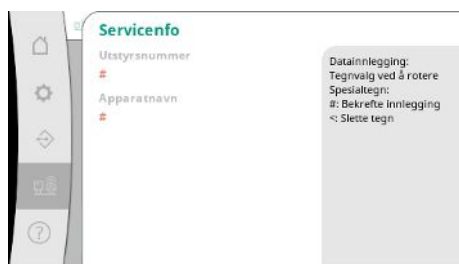 Servicenfo
Utstyrsnummer
#
Apparatnavn
#
Datainnlegging:
Tegnvalg ved å rotere
Spesialtegn:
#: Bekrefte innlegging
<: Slette tegn
?